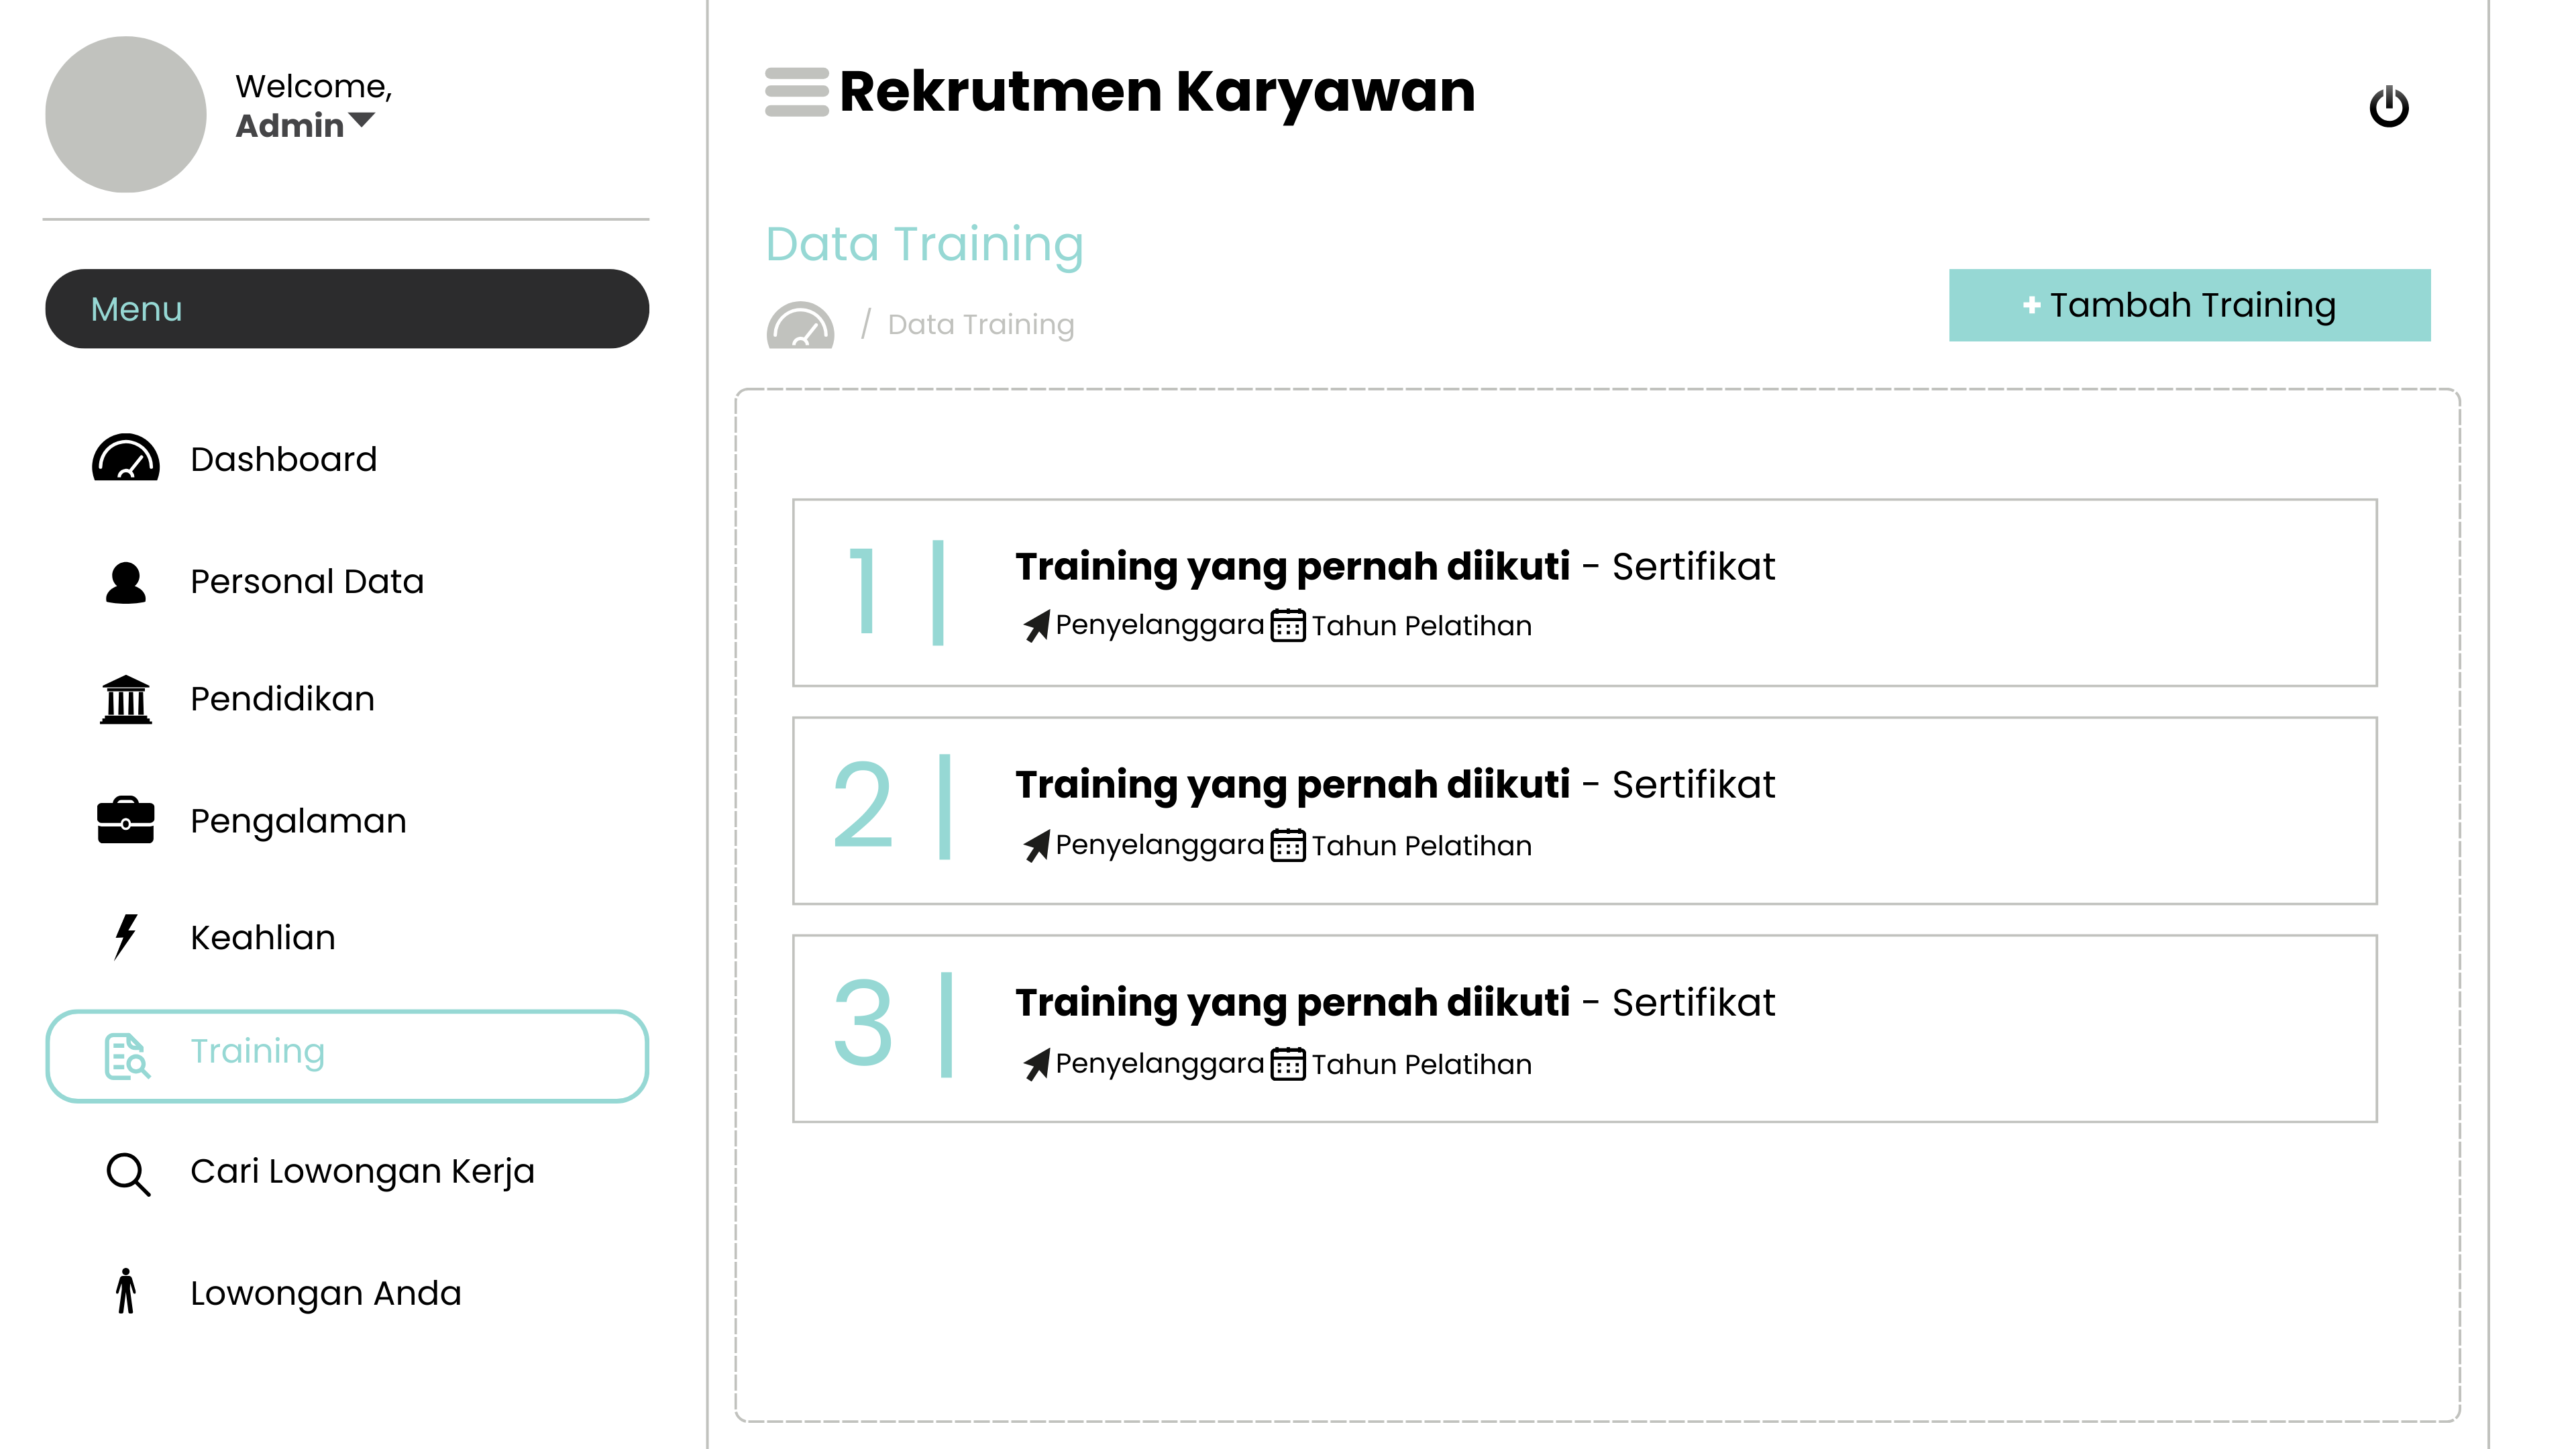 Welcome,
Admin
Menu
Dashboard
Personal Data
Pendidikan
Pengalaman
Keahlian
Training
Cari Lowongan Kerja
Lowongan Anda
Rekrutmen Karyawan
Data Training
/ Data Training
+ Tambah Training
1 | Training yang pernah diikuti - Sertifikat
Penyelanggara Tahun Pelatihan
2 | Training yang pernah diikuti - Sertifikat
Penyelanggara Tahun Pelatihan
3 | Training yang pernah diikuti - Sertifikat
Penyelanggara Tahun Pelatihan